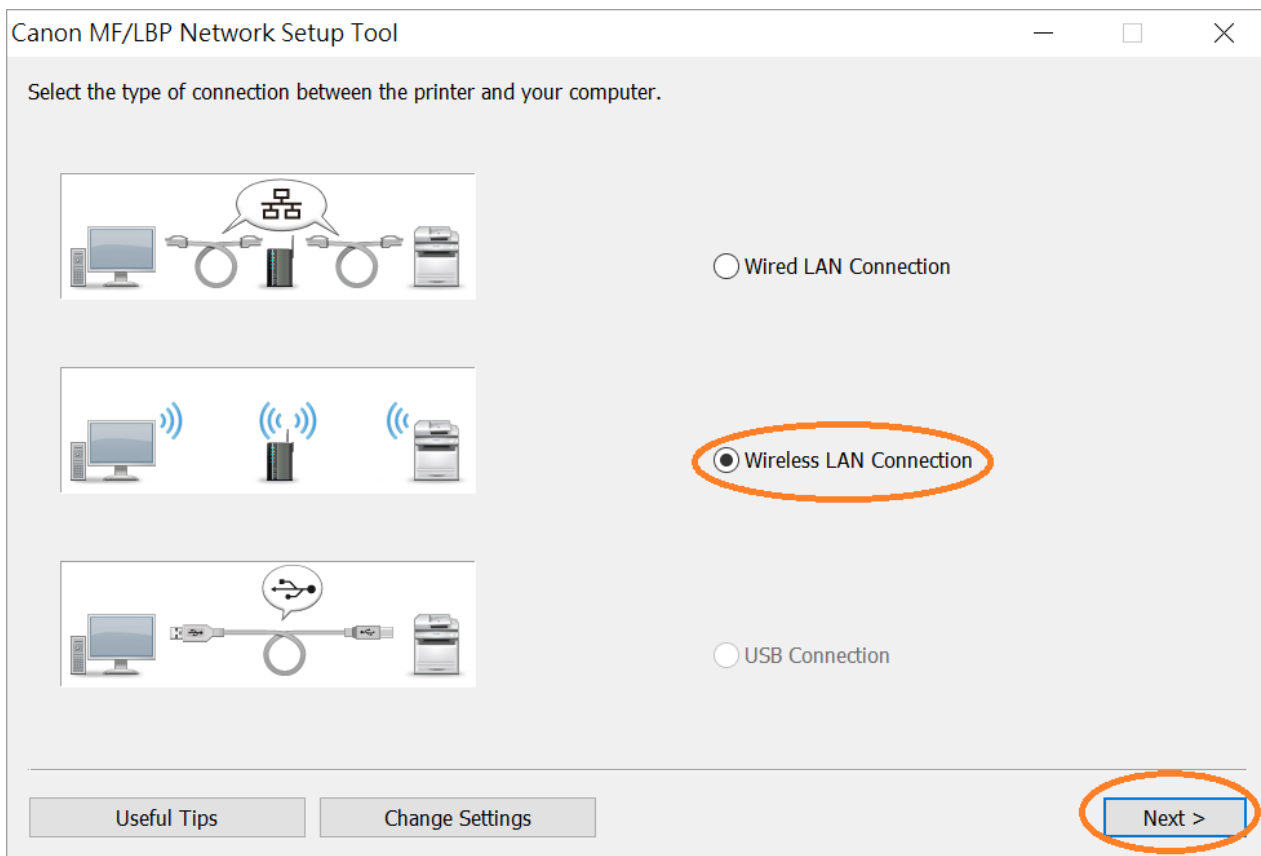 Canon MF/LBP Network Setup Tool
Select the type of connection between the printer and your computer.
Wired LAN Connection
Wireless LAN Connection
USB Connection
Useful Tips
Change Settings
Next >